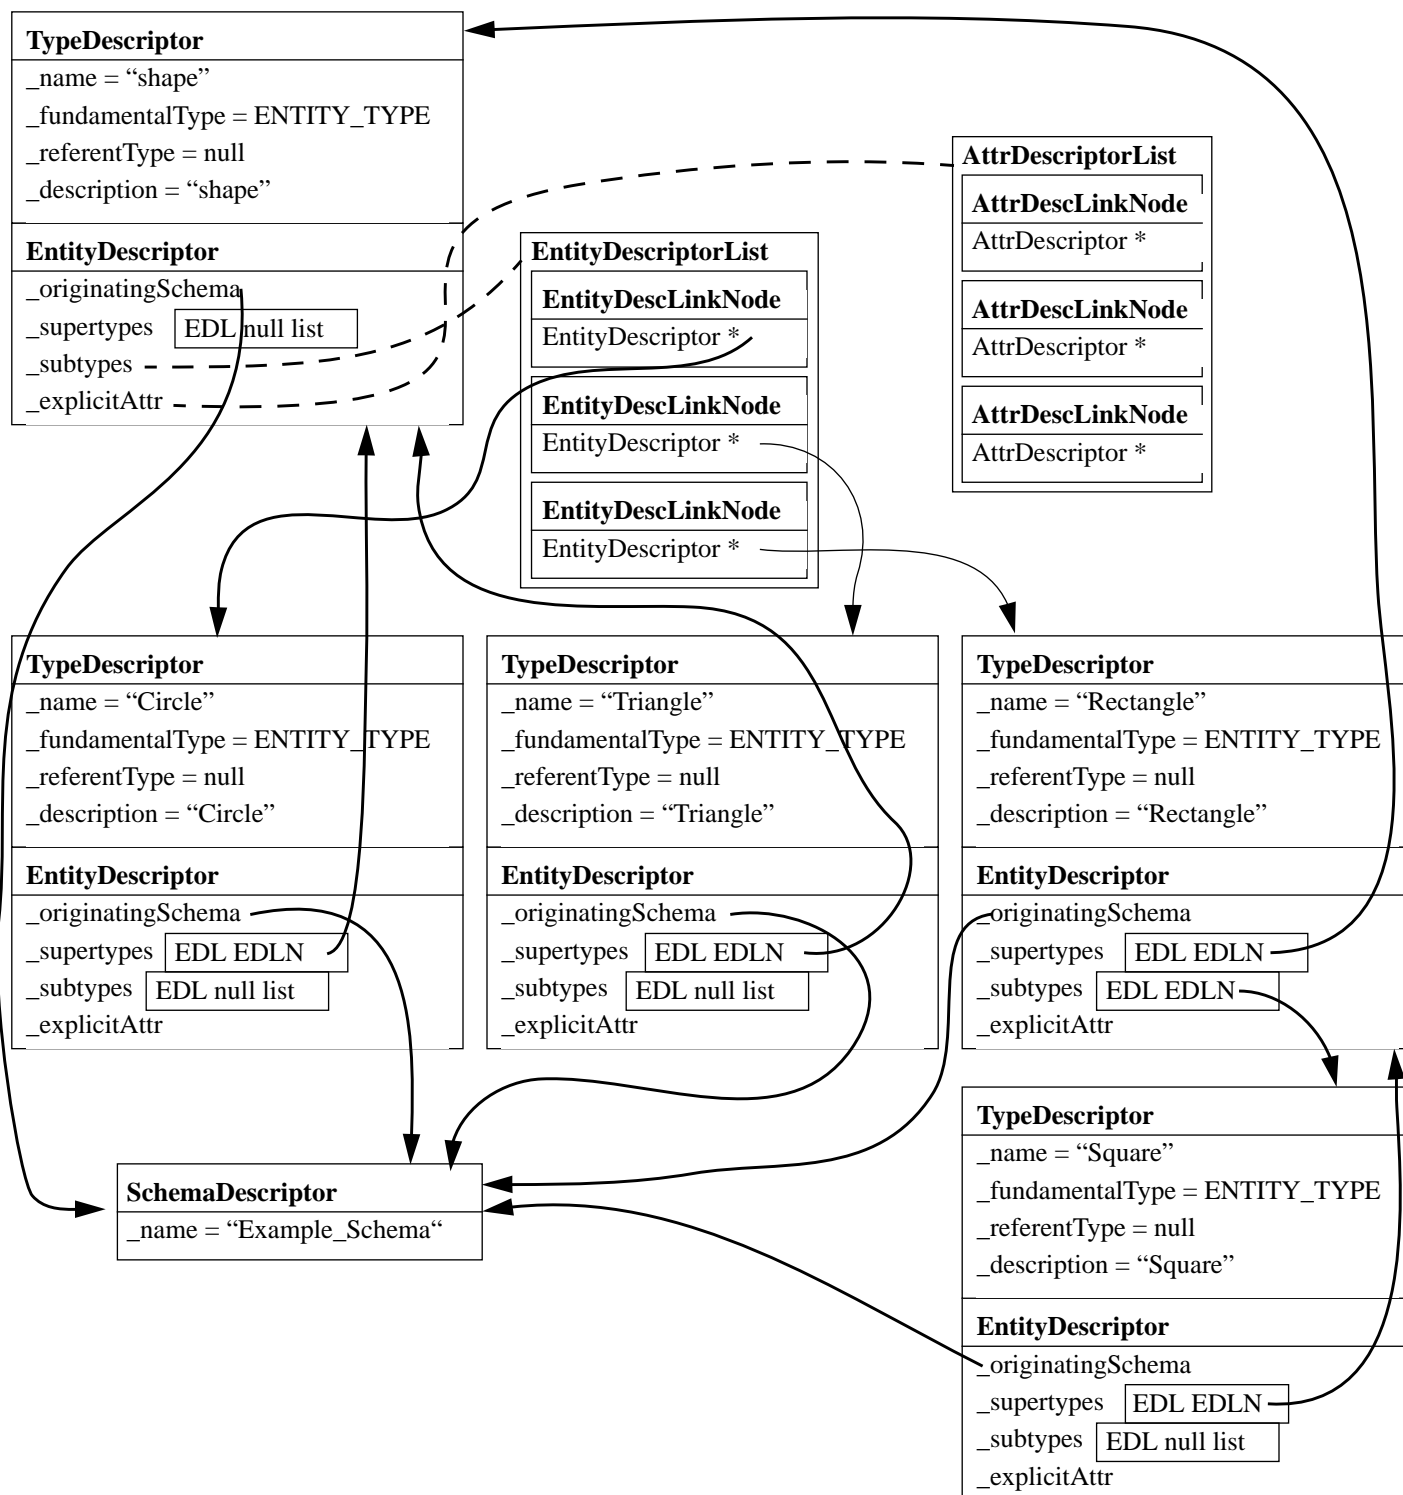 TypeDescriptor
_name = “shape”
_fundamentalType = ENTITY_TYPE
_referentType = null
_description = “shape”
EntityDescriptor
_originatingSchema
_supertypes EDL null list
_subtypes
_explicitAttr
EntityDescriptorList
EntityDescLinkNode
EntityDescriptor *
EntityDescLinkNode
EntityDescriptor *
EntityDescLinkNode
EntityDescriptor *
AttrDescriptorList
AttrDescLinkNode
AttrDescriptor *
AttrDescLinkNode
AttrDescriptor *
AttrDescLinkNode
AttrDescriptor *
TypeDescriptor
_name = “Circle”
_fundamentalType = ENTITY_TYPE
_referentType = null
_description = “Circle”
EntityDescriptor
_originatingSchema
_supertypes EDL EDLN
_subtypes EDL null list
_explicitAttr
TypeDescriptor
_name = “Triangle”
_fundamentalType = ENTITY_TYPE
_referentType = null
_description = “Triangle”
EntityDescriptor
_originatingSchema
_supertypes EDL EDLN
_subtypes EDL null list
_explicitAttr
TypeDescriptor
_name = “Rectangle”
_fundamentalType = ENTITY_TYPE
_referentType = null
_description = “Rectangle”
EntityDescriptor
_originatingSchema
_supertypes EDL EDLN
_subtypes EDL EDLN
_explicitAttr
SchemaDescriptor
_name = “Example_Schema“
TypeDescriptor
_name = “Square”
_fundamentalType = ENTITY_TYPE
_referentType = null
_description = “Square”
EntityDescriptor
_originatingSchema
_supertypes EDL EDLN
_subtypes EDL null list
_explicitAttr